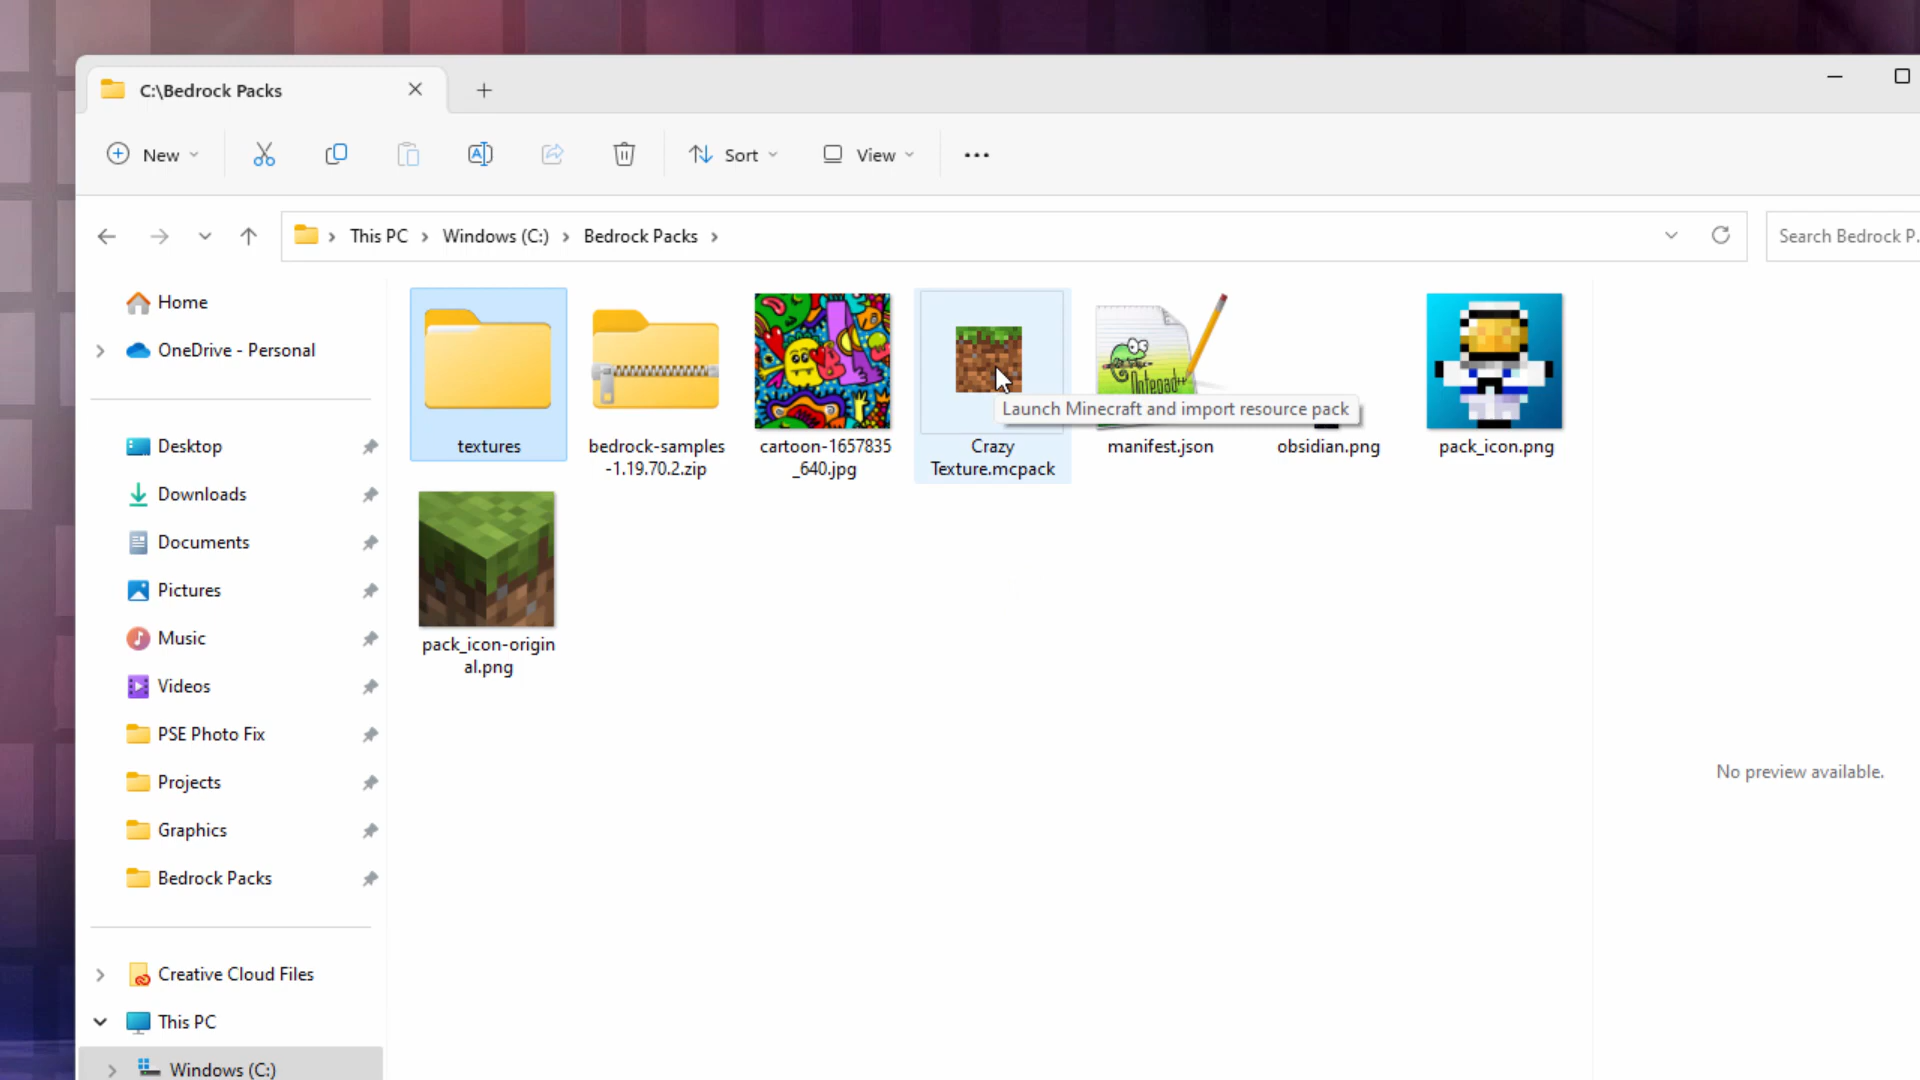 C:\Bedrock Packs
New
Sort
View
This PC
Windows (C:)
Bedrock Packs
Search Bedrock P...
Home
OneDrive - Personal
Desktop
Downloads
Documents
Pictures
Music
Videos
PSE Photo Fix
Projects
Graphics
Bedrock Packs
Creative Cloud Files
This PC
Windows (C:)
textures
bedrock-samples
-1.19.70.2.zip
cartoon-1657835
_640.jpg
Crazy
Texture.mcpack
Notepad++
Launch Minecraft and import resource pack
manifest.json
obsidian.png
pack_icon.png
pack_icon-origin
al.png
No preview available.